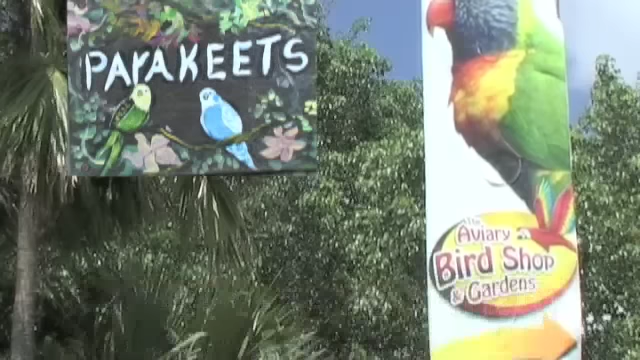 PARAKEETS
The
Aviary
Bird Shop
& Gardens